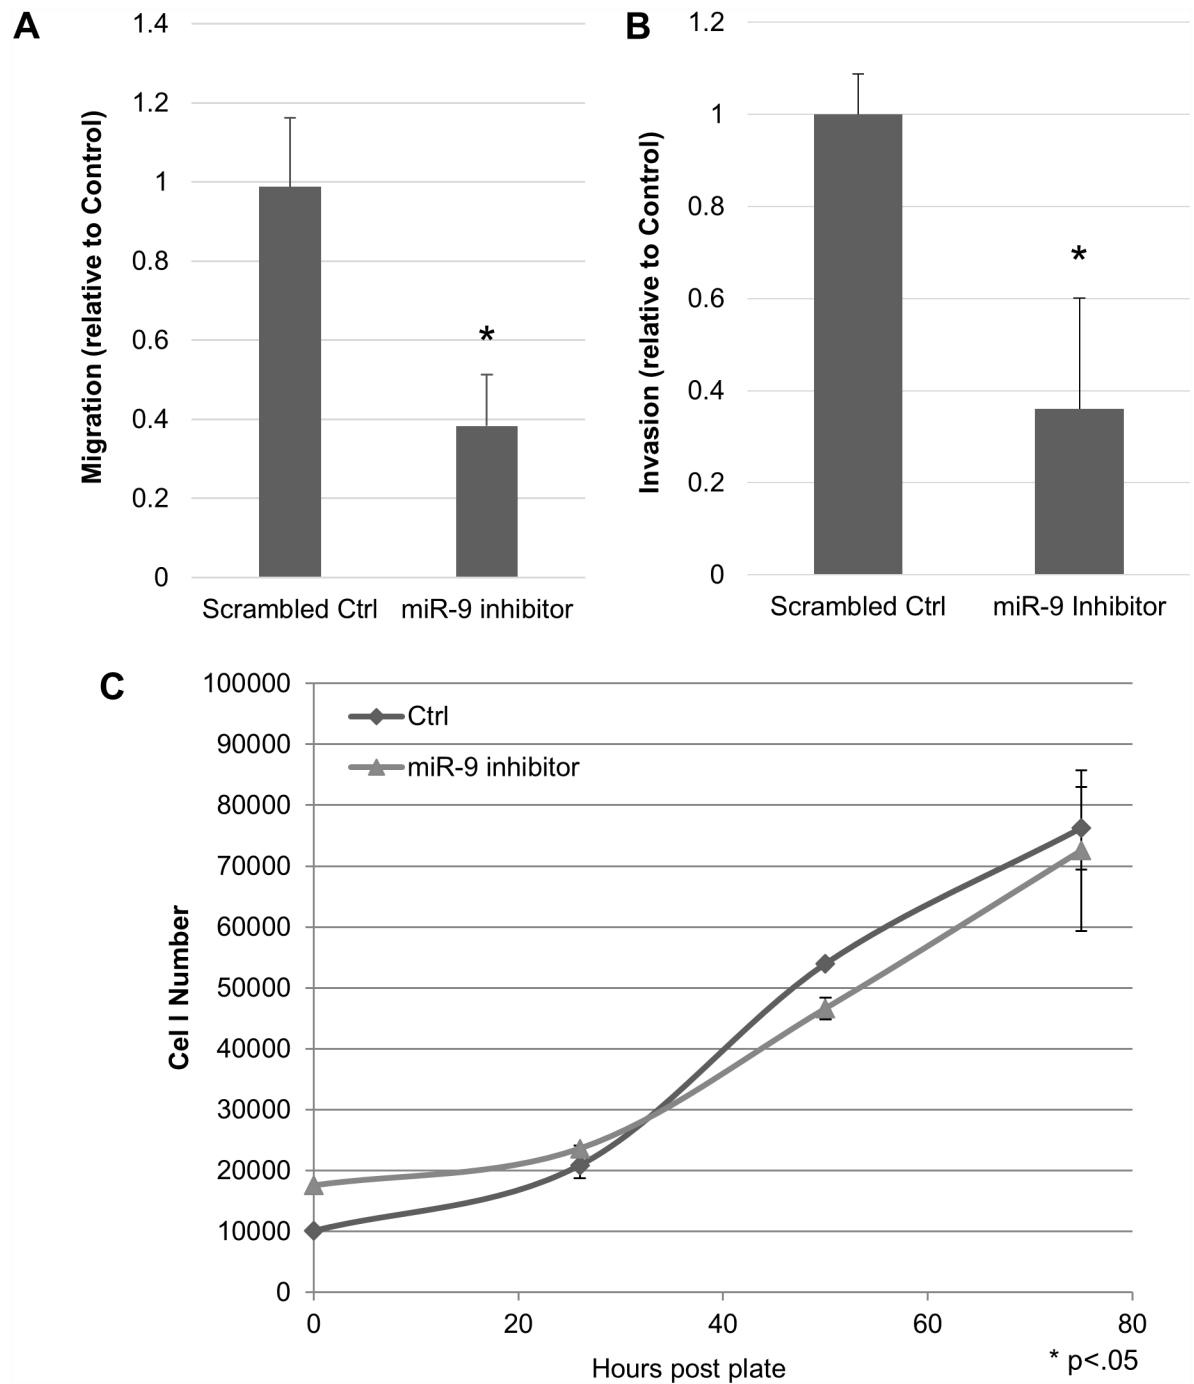 A
Migration (relative to Control)
1.4
1.2
1
0.8
0.6
0.4
0.2
0
*
Scrambled Ctrl miR-9 inhibitor
B
Invasion (relative to Control)
1.2
1
0.8
0.6
0.4
0.2
0
*
Scrambled Ctrl miR-9 Inhibitor
C
Cel l Number
100000
90000
80000
70000
60000
50000
40000
30000
20000
10000
0
Ctrl
miR-9 inhibitor
0 20 40 60 80
Hours post plate
* p<.05